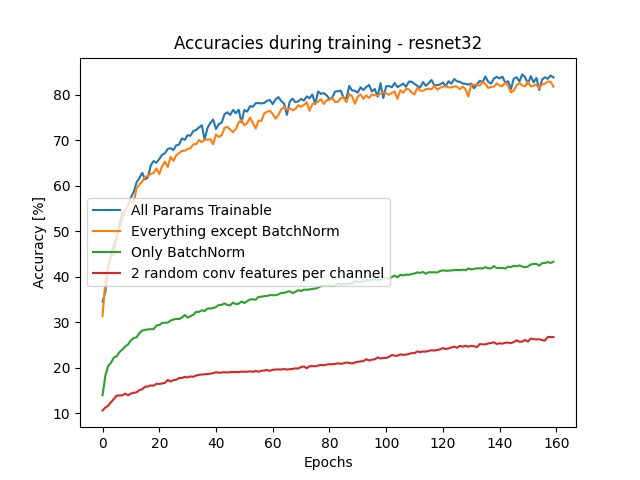 Accuracies during training - resnet32
Accuracy [%]
80
70
60
50
40
30
20
10
All Params Trainable
Everything except BatchNorm
Only BatchNorm
2 random conv features per channel
0 20 40 60 80 100 120 140 160
Epochs